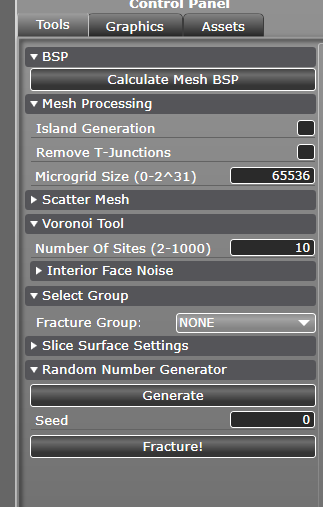 Control Panel
Tools Graphics Assets
BSP
Calculate Mesh BSP
Mesh Processing
Island Generation
Remove T-Junctions
Microgrid Size (0-2^31) 65536
Scatter Mesh
Voronoi Tool
Number Of Sites (2-1000) 10
Interior Face Noise
Select Group
Fracture Group: NONE
Slice Surface Settings
Random Number Generator
Generate
Seed 0
Fracture!